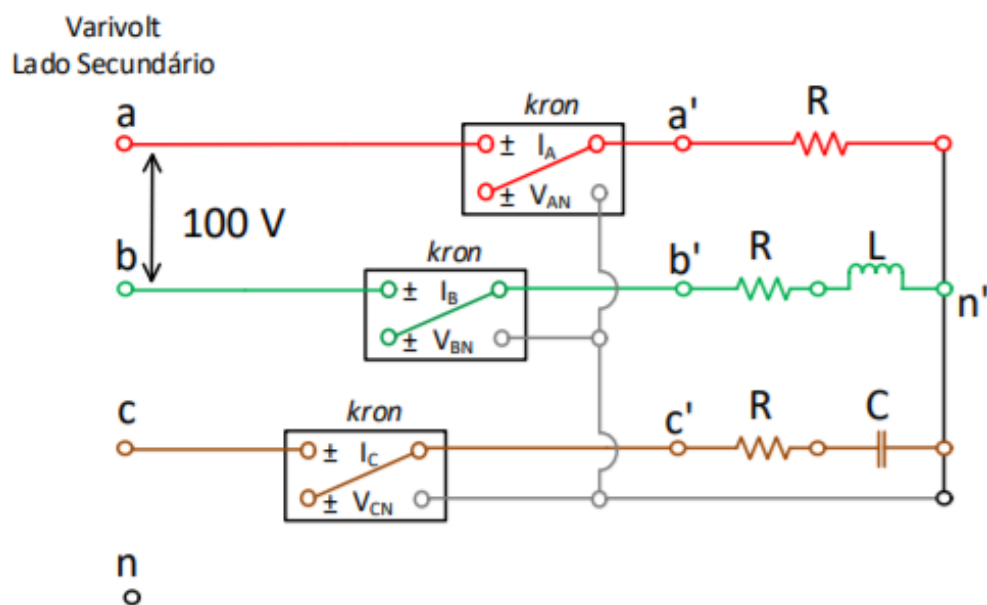 Varivolt
Lado Secundário
a
kron
± I_A
± V_AN
a'
R
100 V
b
kron
± I_B
± V_BN
b'
R
L
n'
c
kron
± I_C
± V_CN
c'
R
C
n